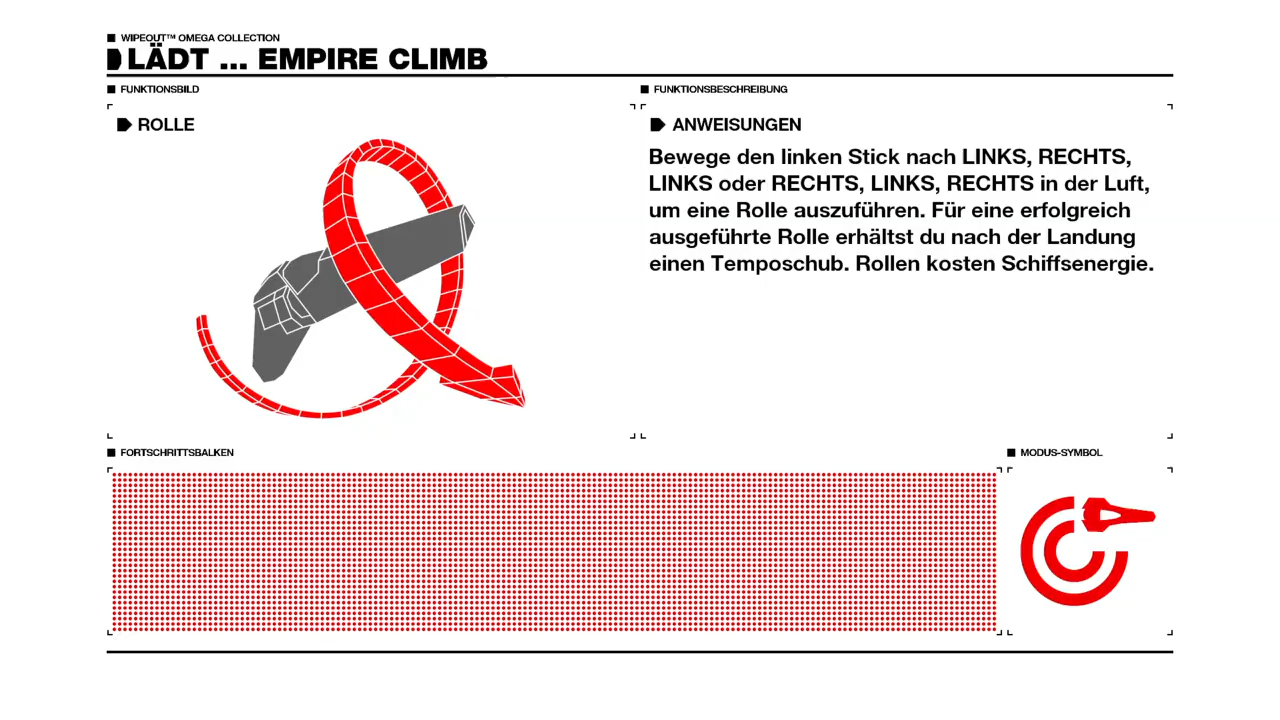 WIPEOUT™ OMEGA COLLECTION
LÄDT ... EMPIRE CLIMB
FUNKTIONSBILD
ROLLE
FUNKTIONSBESCHREIBUNG
ANWEISUNGEN
Bewege den linken Stick nach LINKS, RECHTS,
LINKS oder RECHTS, LINKS, RECHTS in der Luft,
um eine Rolle auszuführen. Für eine erfolgreich
ausgeführte Rolle erhältst du nach der Landung
einen Temposchub. Rollen kosten Schiffsenergie.
FORTSCHRITTSBALKEN
MODUS-SYMBOL